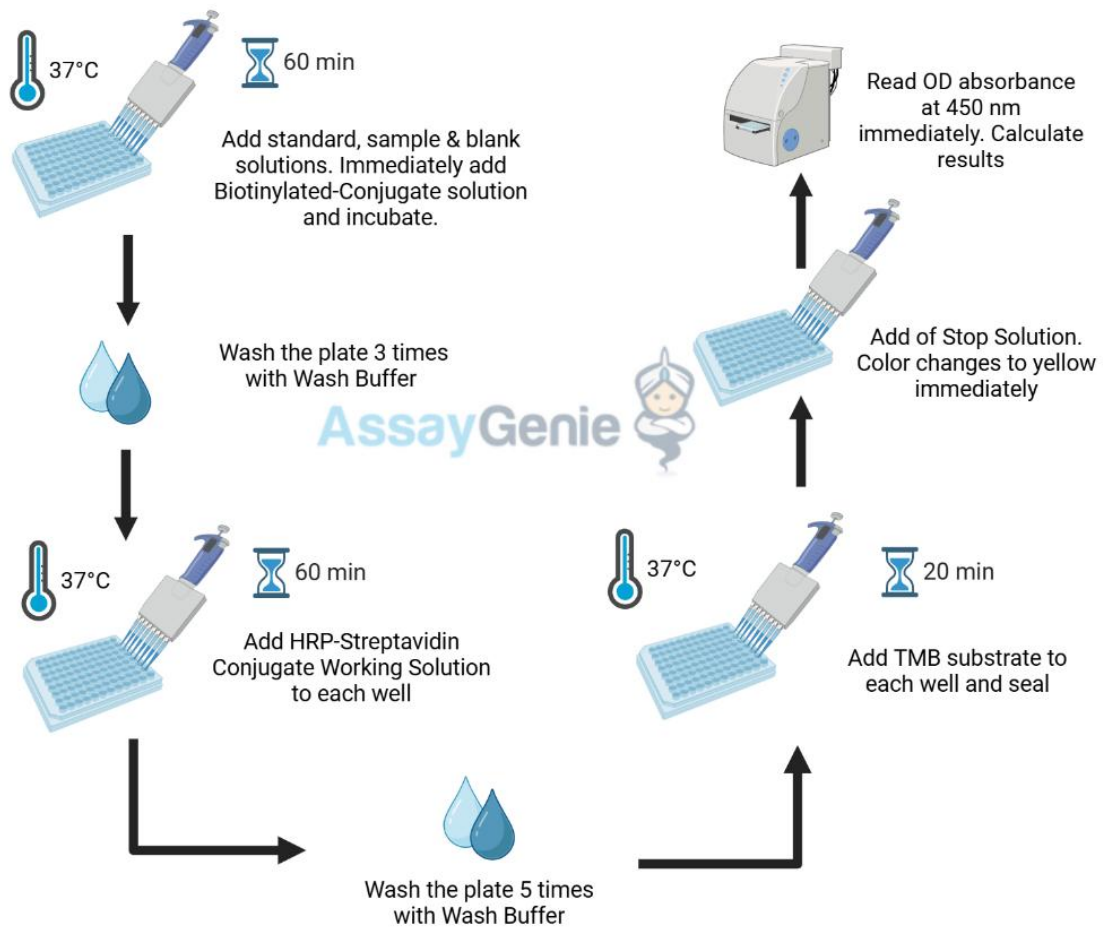 37°C
60 min
Add standard, sample & blank
solutions. Immediately add
Biotinylated-Conjugate solution
and incubate.
Wash the plate 3 times
with Wash Buffer
37°C
60 min
Add HRP-Streptavidin
Conjugate Working Solution
to each well
Wash the plate 5 times
with Wash Buffer
37°C
20 min
Add TMB substrate to
each well and seal
Add of Stop Solution.
Color changes to yellow
immediately
Read OD absorbance
at 450 nm
immediately. Calculate
results
AssayGenie